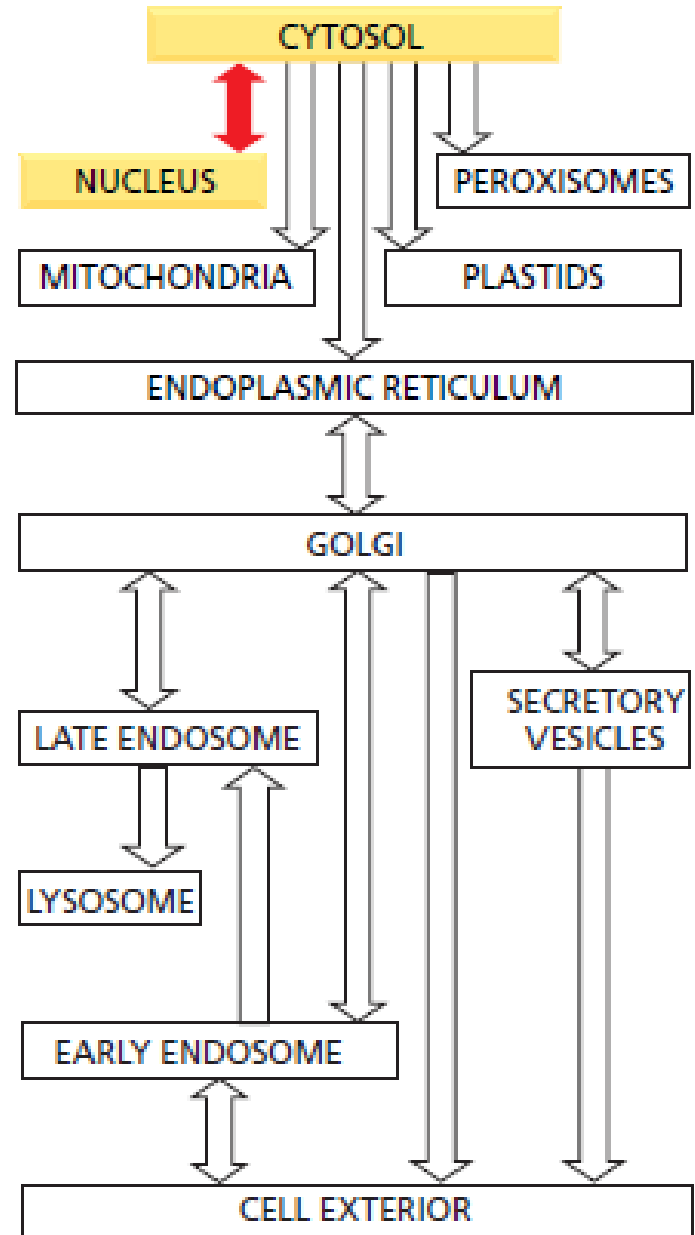 CYTOSOL
NUCLEUS
PEROXISOMES
MITOCHONDRIA
PLASTIDS
ENDOPLASMIC RETICULUM
GOLGI
SECRETORY
VESICLES
LATE ENDOSOME
LYSOSOME
EARLY ENDOSOME
CELL EXTERIOR